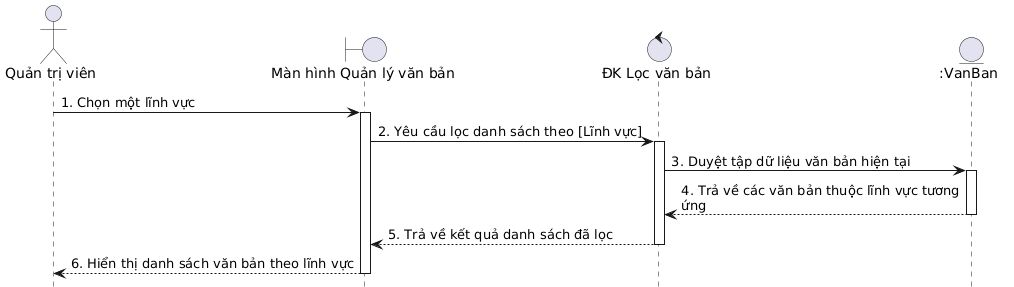 Quản trị viên
Màn hình Quản lý văn bản
ĐK Lọc văn bản
:VanBan
1. Chọn một lĩnh vực
2. Yêu cầu lọc danh sách theo [Lĩnh vực]
3. Duyệt tập dữ liệu văn bản hiện tại
4. Trả về các văn bản thuộc lĩnh vực tương
ứng
5. Trả về kết quả danh sách đã lọc
6. Hiển thị danh sách văn bản theo lĩnh vực